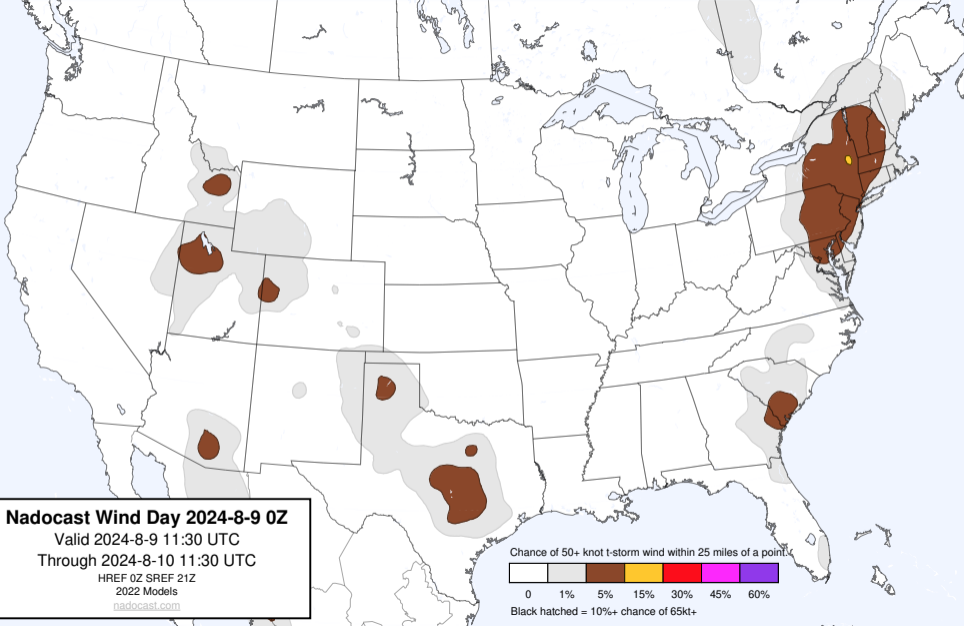 Nadocast Wind Day 2024-8-9 0Z
Valid 2024-8-9 11:30 UTC
Through 2024-8-10 11:30 UTC
HREF 0Z SREF 21Z
2022 Models
nadocast.com
Chance of 50+ knot t-storm wind within 25 miles of a point.
0 1% 5% 15% 30% 45% 60%
Black hatched = 10%+ chance of 65kt+